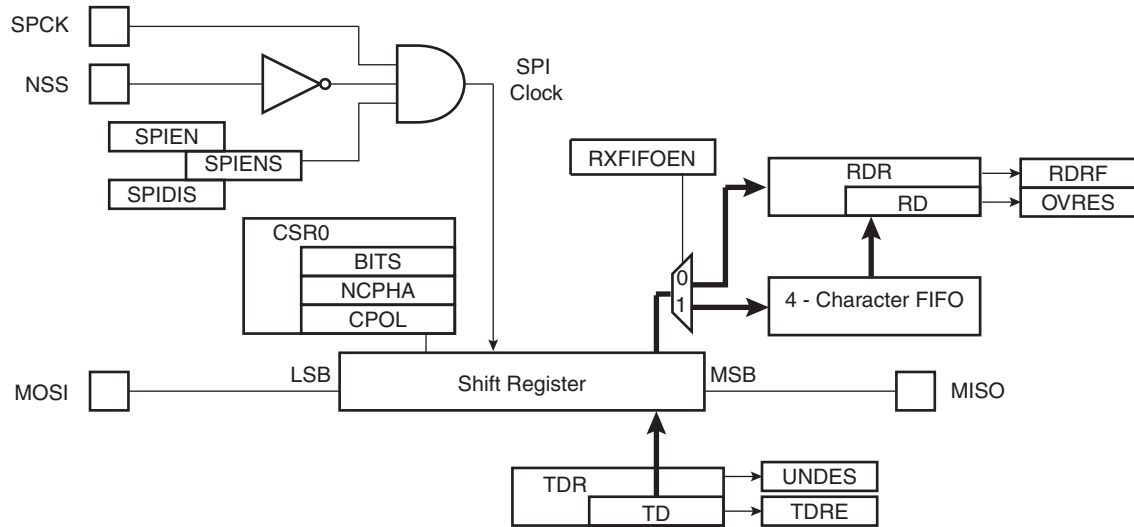 SPCK
NSS
SPI
Clock
SPIEN
SPIENS
SPIDIS
RXFIFOEN
RDR
RD
RDRF
OVRES
CSR0
BITS
NCPHA
CPOL
0
1
4 - Character FIFO
MOSI
LSB
Shift Register
MSB
MISO
TDR
TD
UNDES
TDRE